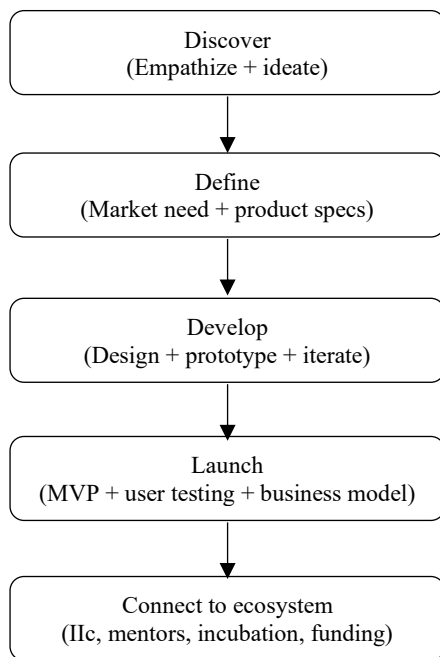 Discover
(Empathize + ideate)
Define
(Market need + product specs)
Develop
(Design + prototype + iterate)
Launch
(MVP + user testing + business model)
Connect to ecosystem
(IIc, mentors, incubation, funding)